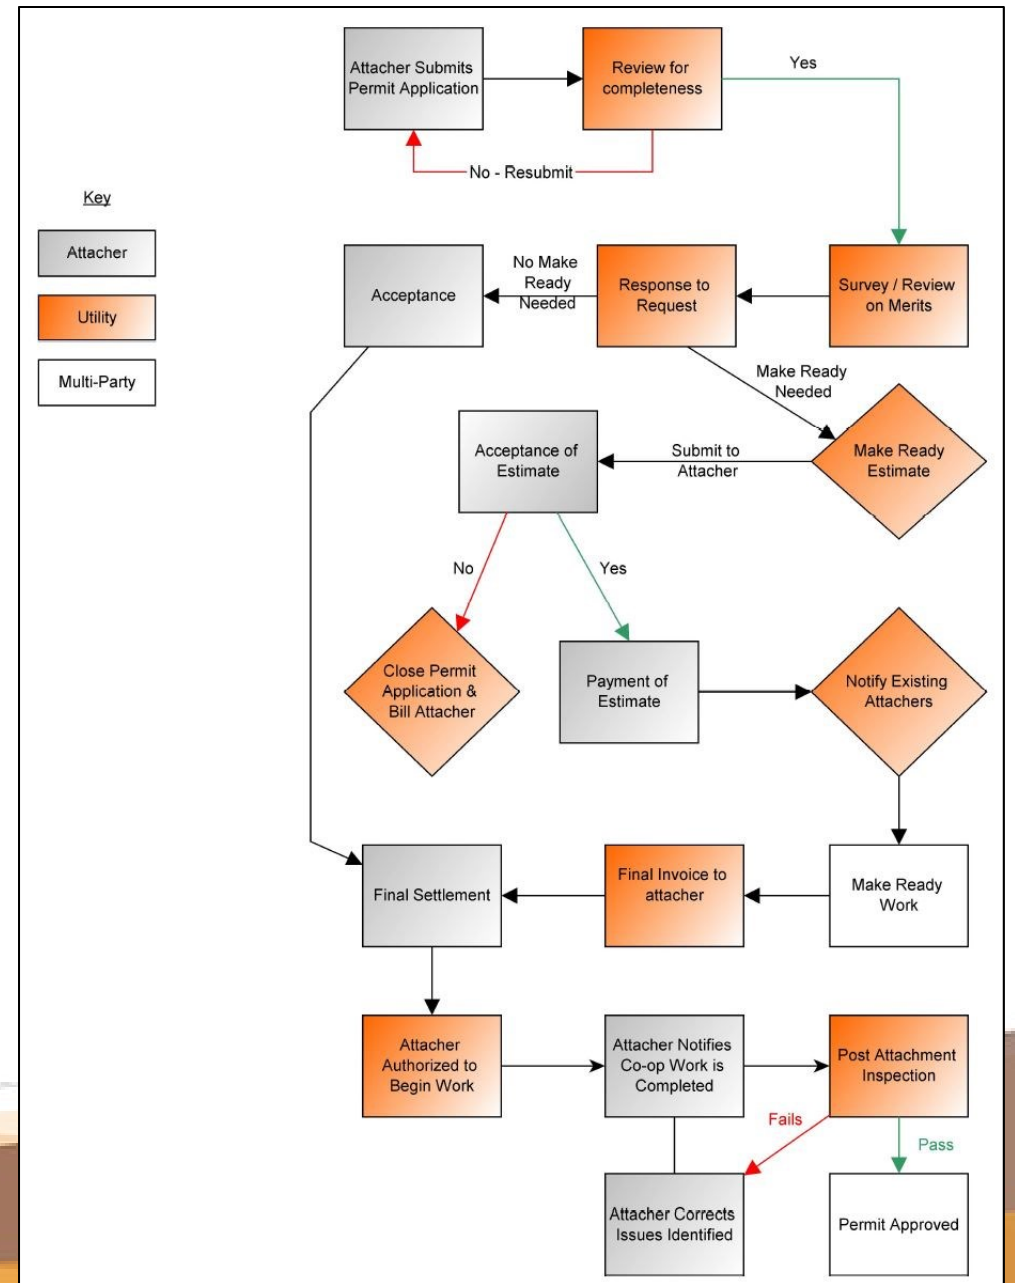 Attacher Submits
Permit Application
Review for
completeness
Yes
No - Resubmit
Key
Attacher
Utility
Multi-Party
Acceptance
No Make
Ready
Needed
Response to
Request
Survey / Review
on Merits
Make Ready
Needed
Acceptance of
Estimate
Submit to
Attacher
Make Ready
Estimate
No
Yes
Close Permit
Application &
Bill Attacher
Payment of
Estimate
Notify Existing
Attachers
Final Settlement
Final Invoice to
attacher
Make Ready
Work
Attacher
Authorized to
Begin Work
Attacher Notifies
Co-op Work is
Completed
Post Attachment
Inspection
Fails
Pass
Attacher Corrects
Issues Identified
Permit Approved